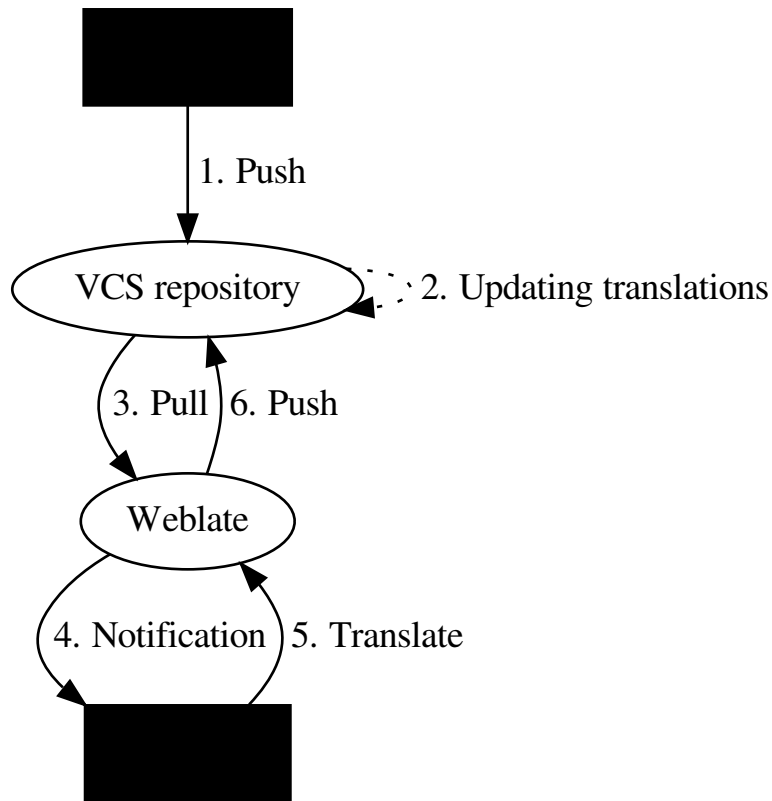 1. Push
VCS repository
2. Updating translations
3. Pull
6. Push
Weblate
4. Notification
5. Translate